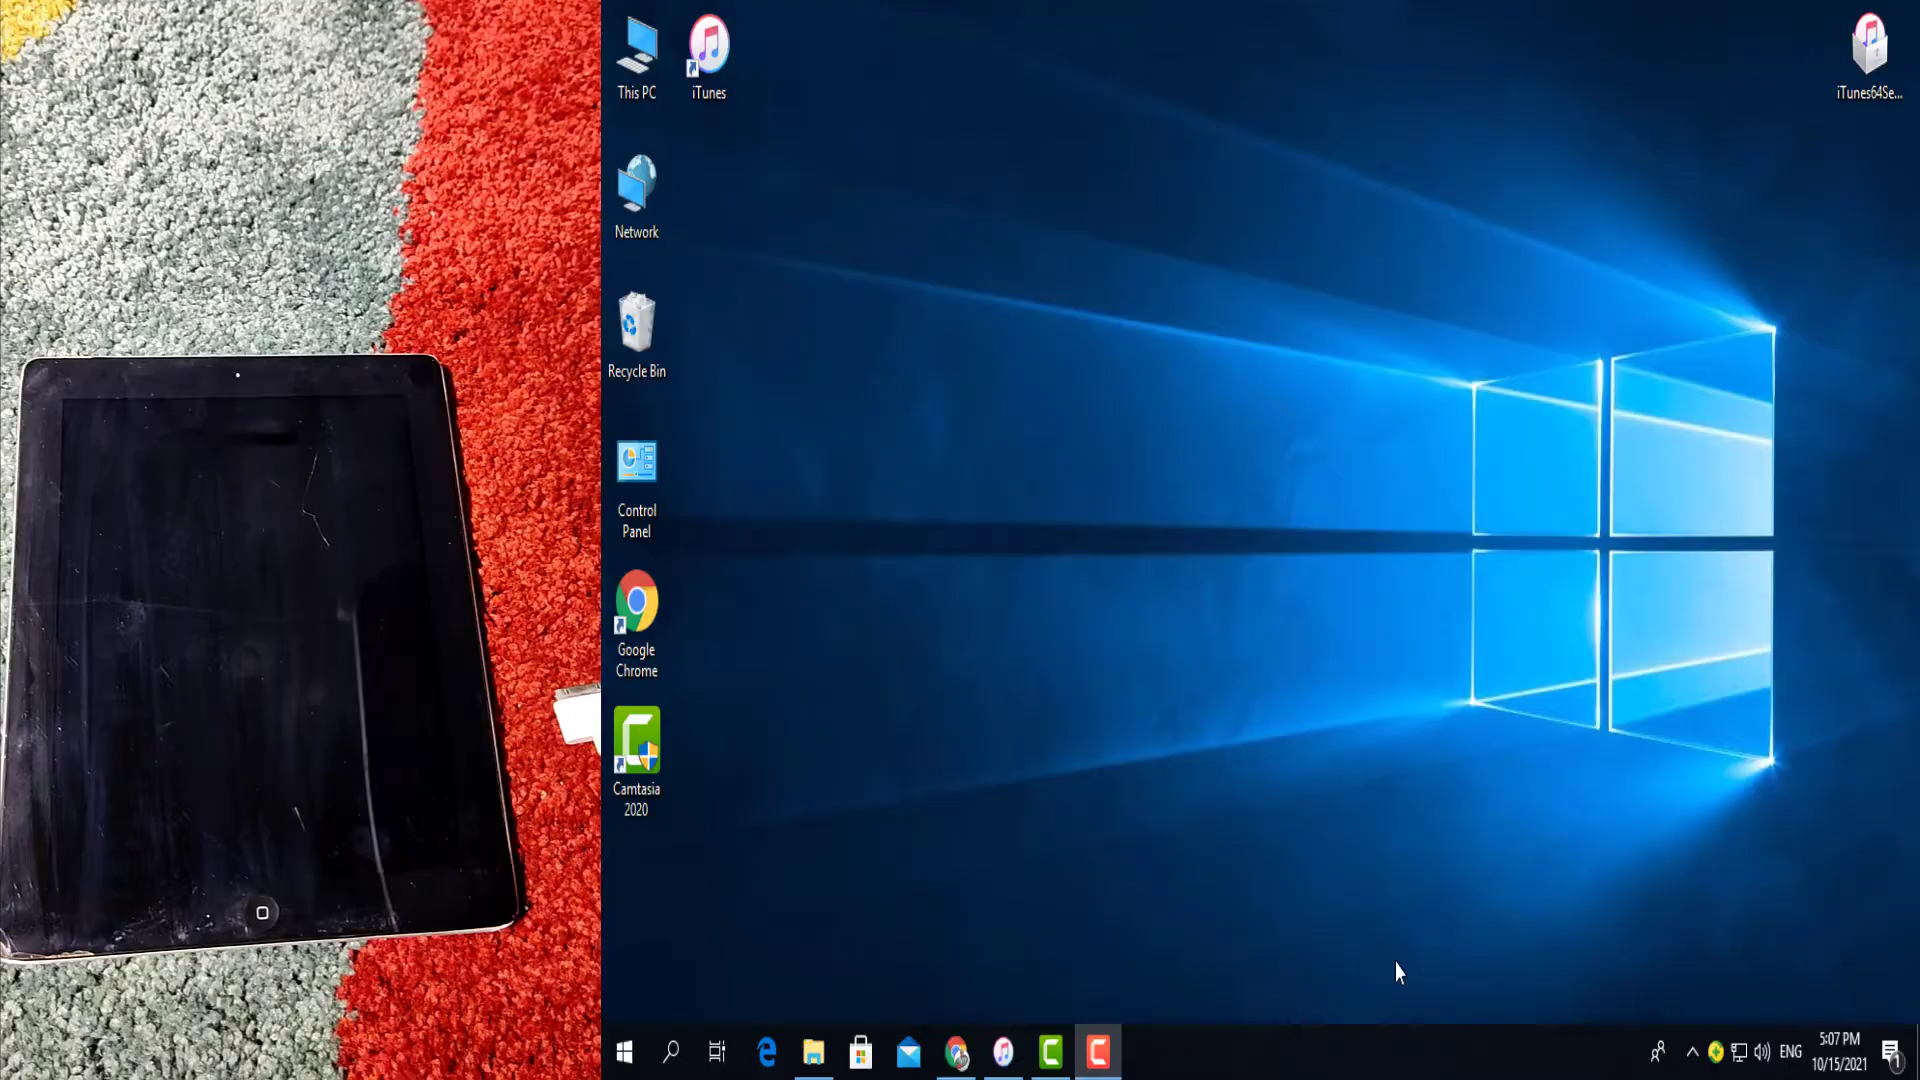 This PC
iTunes
iTunes64Se...
Network
Recycle Bin
Control
Panel
Google
Chrome
Camtasia
2020
ENG
5:07 PM
10/15/2021
1